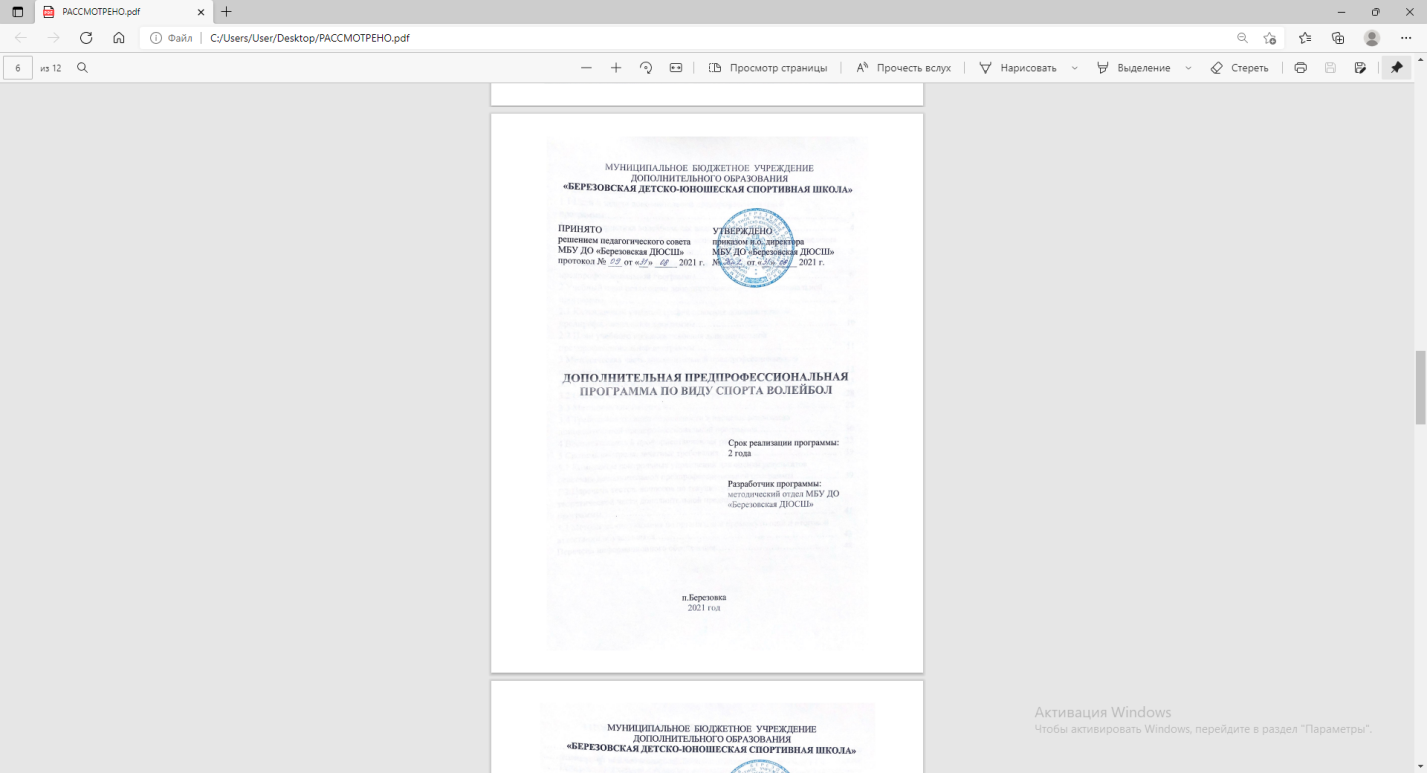 РАССМОТРЕНО.pdf
Файл C:/Users/User/Desktop/РАССМОТРЕНО.pdf
6 из 12 Просмотр страницы Прочесть вслух Нарисовать Выделение Стереть
МУНИЦИПАЛЬНОЕ БЮДЖЕТНОЕ УЧРЕЖДЕНИЕ
ДОПОЛНИТЕЛЬНОГО ОБРАЗОВАНИЯ
«БЕРЕЗОВСКАЯ ДЕТСКО-ЮНОШЕСКАЯ СПОРТИВНАЯ ШКОЛА»
ПРИНЯТО
решением педагогического совета
МБУ ДО «Березовская ДЮСШ»
протокол № от 2021 г.
УТВЕРЖДЕНО
приказом и.о. директора
МБУ ДО «Березовская ДЮСШ»
№ от 2021 г.
ДОПОЛНИТЕЛЬНАЯ ПРЕДПРОФЕССИОНАЛЬНАЯ
ПРОГРАММА ПО ВИДУ СПОРТА ВОЛЕЙБОЛ
Срок реализации программы:
2 года
Разработчик программы:
методический отдел МБУ ДО
«Березовская ДЮСШ»
п.Березовка
2021 год
МУНИЦИПАЛЬНОЕ БЮДЖЕТНОЕ УЧРЕЖДЕНИЕ
ДОПОЛНИТЕЛЬНОГО ОБРАЗОВАНИЯ
«БЕРЕЗОВСКАЯ ДЕТСКО-ЮНОШЕСКАЯ СПОРТИВНАЯ ШКОЛА»
Активация Windows
Чтобы активировать Windows, перейдите в раздел "Параметры".